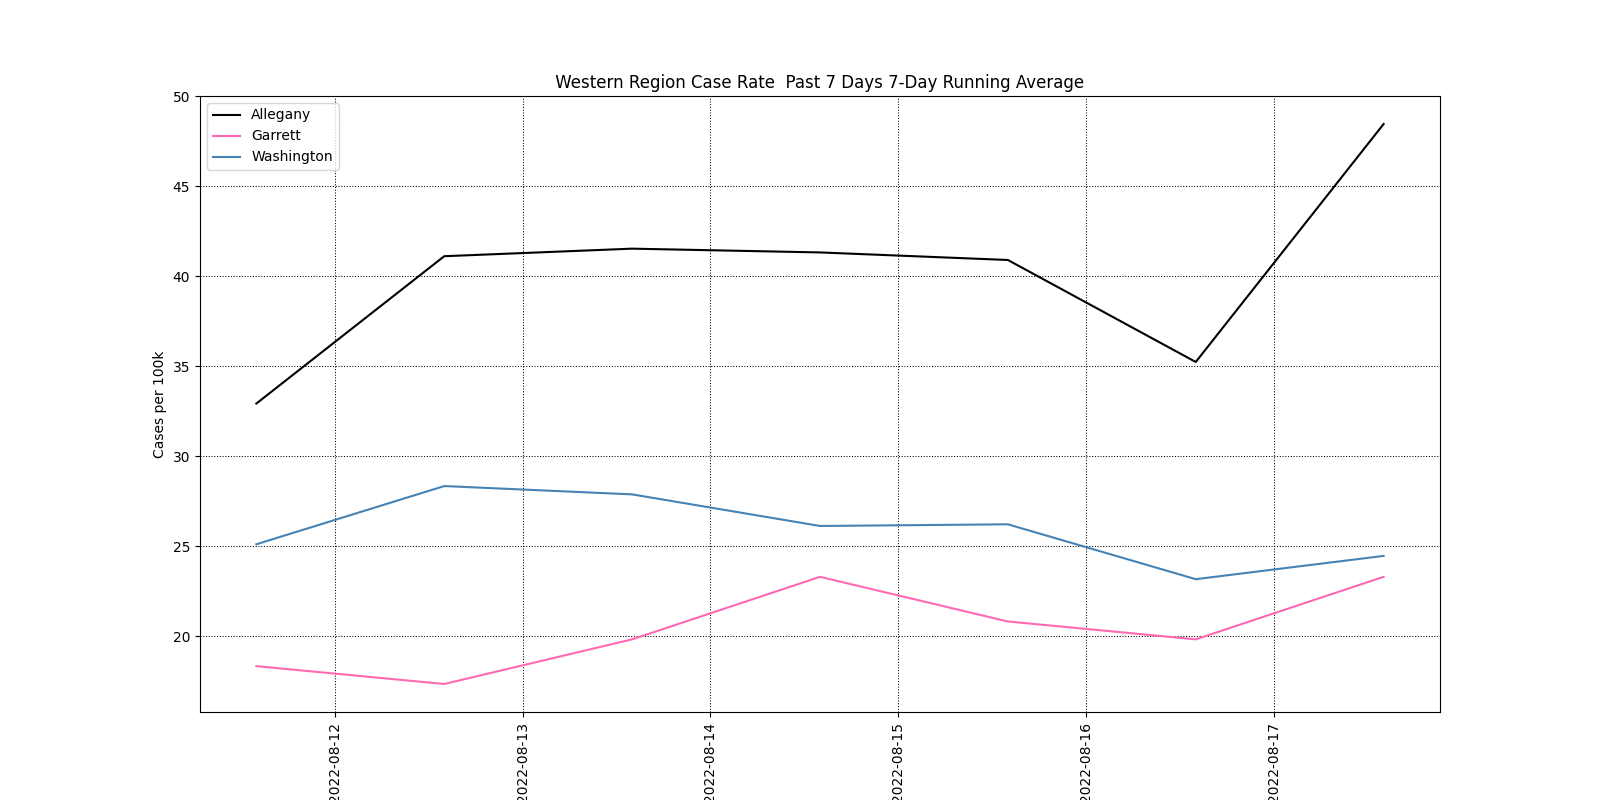 Western Region Case Rate  Past 7 Days 7-Day Running Average
50
45
40
35
30
25
20
Cases per 100k
Allegany
Garrett
Washington
2022-08-12
2022-08-13
2022-08-14
2022-08-15
2022-08-16
2022-08-17